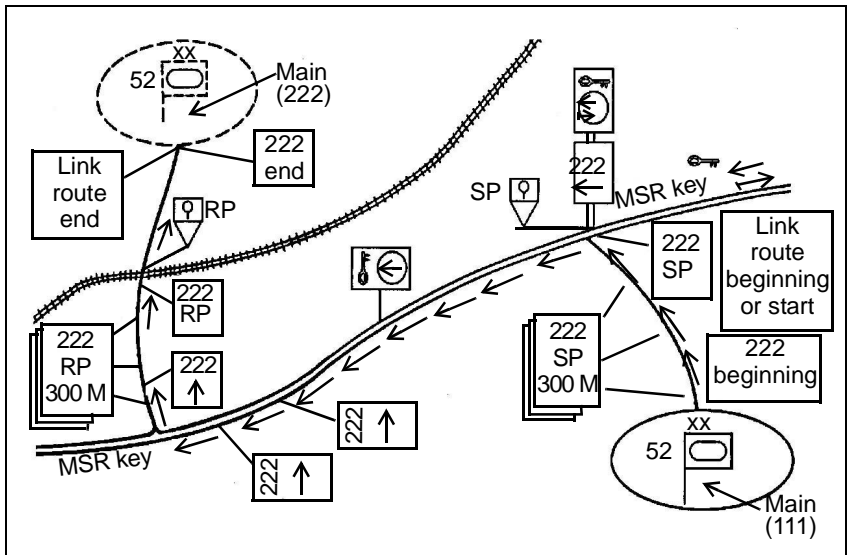 XX
52
Main
(222)
Link
route
end
222
end
RP
222
RP
222
RP
300 M
222
MSR key
222
222
MSR key
222
SP
MSR key
222
SP
Link
route
beginning
or start
222
SP
300 M
222
beginning
XX
52
Main
(111)